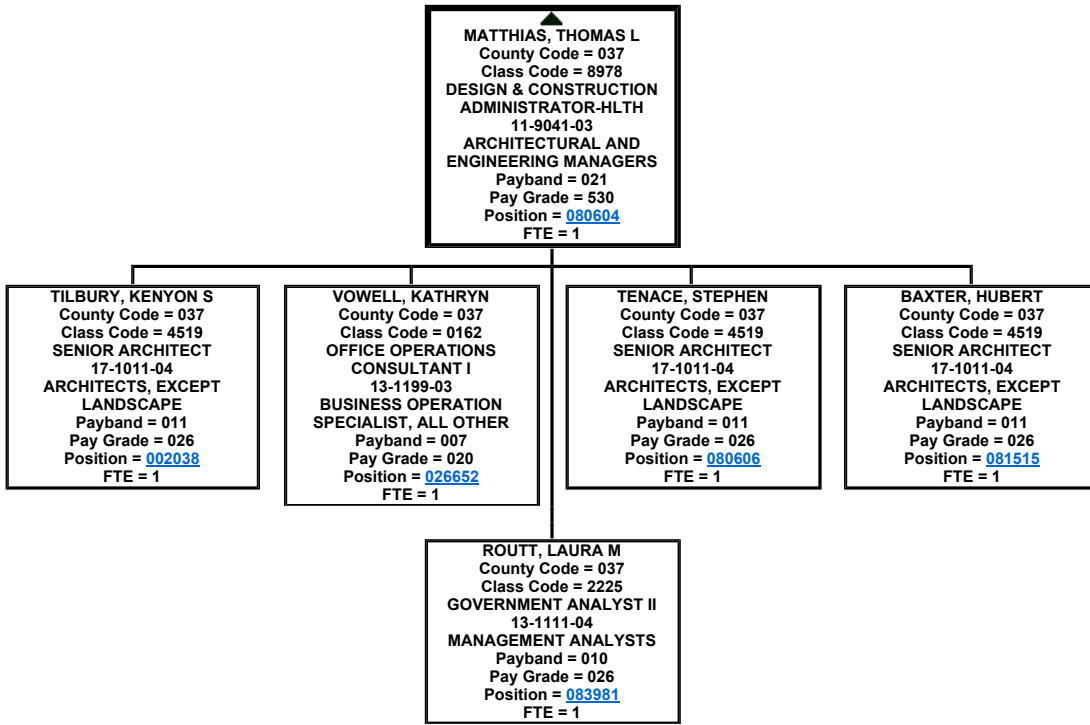 MATTHIAS, THOMAS L
County Code = 037
Class Code = 8978
DESIGN & CONSTRUCTION
ADMINISTRATOR-HLTH
11-9041-03
ARCHITECTURAL AND
ENGINEERING MANAGERS
Payband = 021
Pay Grade = 530
Position = 080604
FTE = 1
TILBURY, KENYON S
County Code = 037
Class Code = 4519
SENIOR ARCHITECT
17-1011-04
ARCHITECTS, EXCEPT
LANDSCAPE
Payband = 011
Pay Grade = 026
Position = 002038
FTE = 1
VOWELL, KATHRYN
County Code = 037
Class Code = 0162
OFFICE OPERATIONS
CONSULTANT I
13-1199-03
BUSINESS OPERATION
SPECIALIST, ALL OTHER
Payband = 007
Pay Grade = 020
Position = 026652
FTE = 1
TENACE, STEPHEN
County Code = 037
Class Code = 4519
SENIOR ARCHITECT
17-1011-04
ARCHITECTS, EXCEPT
LANDSCAPE
Payband = 011
Pay Grade = 026
Position = 080606
FTE = 1
BAXTER, HUBERT
County Code = 037
Class Code = 4519
SENIOR ARCHITECT
17-1011-04
ARCHITECTS, EXCEPT
LANDSCAPE
Payband = 011
Pay Grade = 026
Position = 081515
FTE = 1
ROUTT, LAURA M
County Code = 037
Class Code = 2225
GOVERNMENT ANALYST II
13-1111-04
MANAGEMENT ANALYSTS
Payband = 010
Pay Grade = 026
Position = 083981
FTE = 1